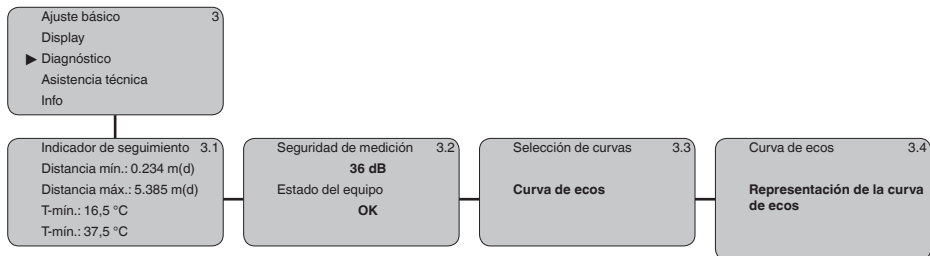 Ajuste básico 3
Display
▶ Diagnóstico
Asistencia técnica
Info
Indicador de seguimiento 3.1
Distancia mín.: 0.234 m(d)
Distancia máx.: 5.385 m(d)
T-mín.: 16,5 °C
T-mín.: 37,5 °C
Seguridad de medición 3.2
36 dB
Estado del equipo
OK
Selección de curvas 3.3
Curva de ecos
Curva de ecos 3.4
Representación de la curva
de ecos